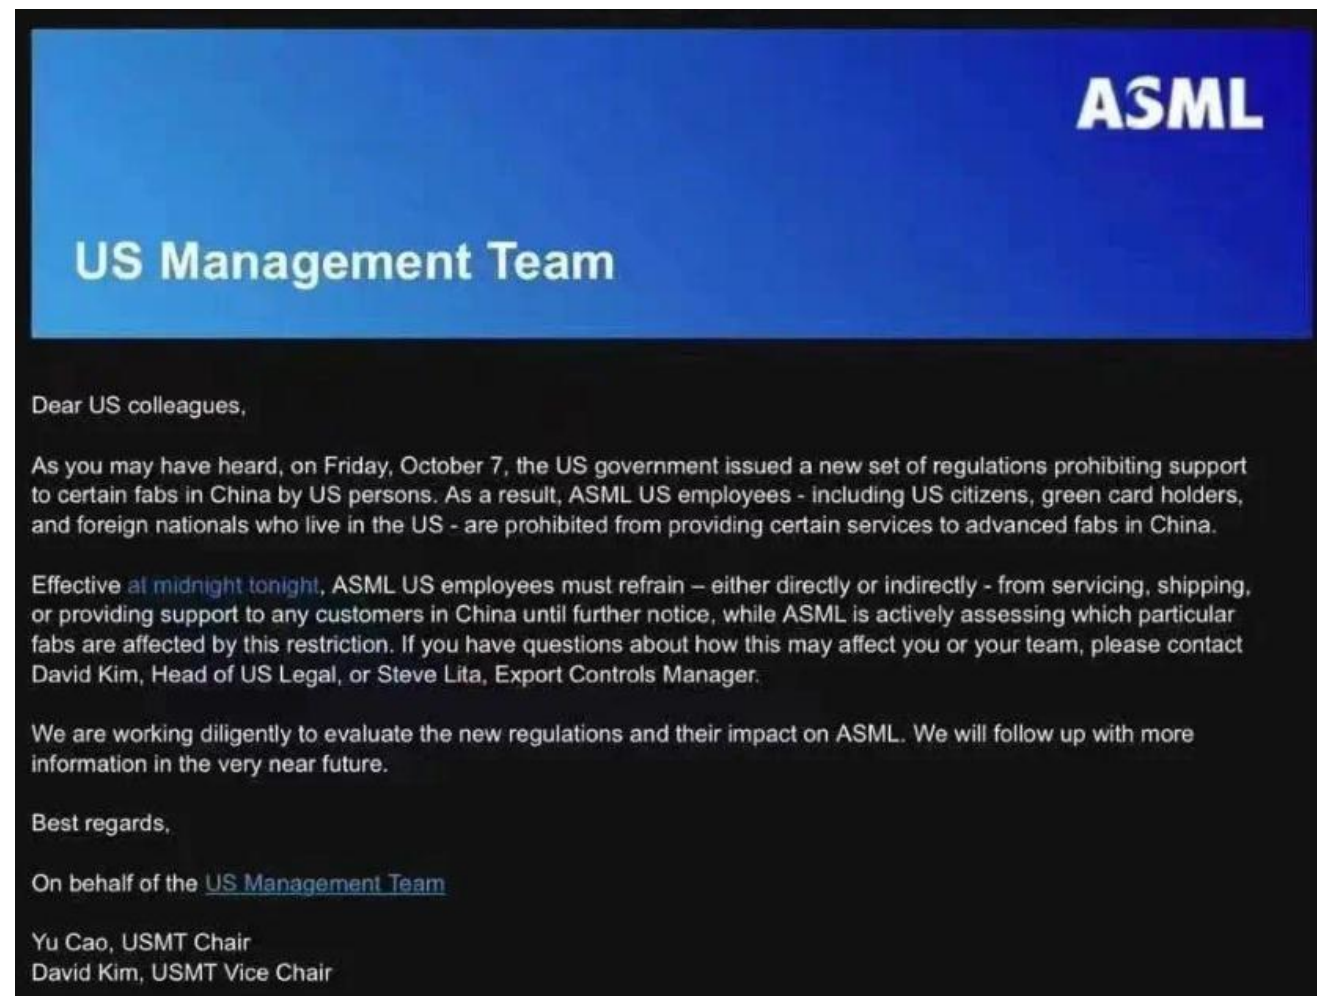 ASML
US Management Team
Dear US colleagues,
As you may have heard, on Friday, October 7, the US government issued a new set of regulations prohibiting support
to certain fabs in China by US persons. As a result, ASML US employees - including US citizens, green card holders,
and foreign nationals who live in the US - are prohibited from providing certain services to advanced fabs in China.
Effective at midnight tonight, ASML US employees must refrain – either directly or indirectly - from servicing, shipping,
or providing support to any customers in China until further notice, while ASML is actively assessing which particular
fabs are affected by this restriction. If you have questions about how this may affect you or your team, please contact
David Kim, Head of US Legal, or Steve Lita, Export Controls Manager.
We are working diligently to evaluate the new regulations and their impact on ASML. We will follow up with more
information in the very near future.
Best regards,
On behalf of the US Management Team
Yu Cao, USMT Chair
David Kim, USMT Vice Chair